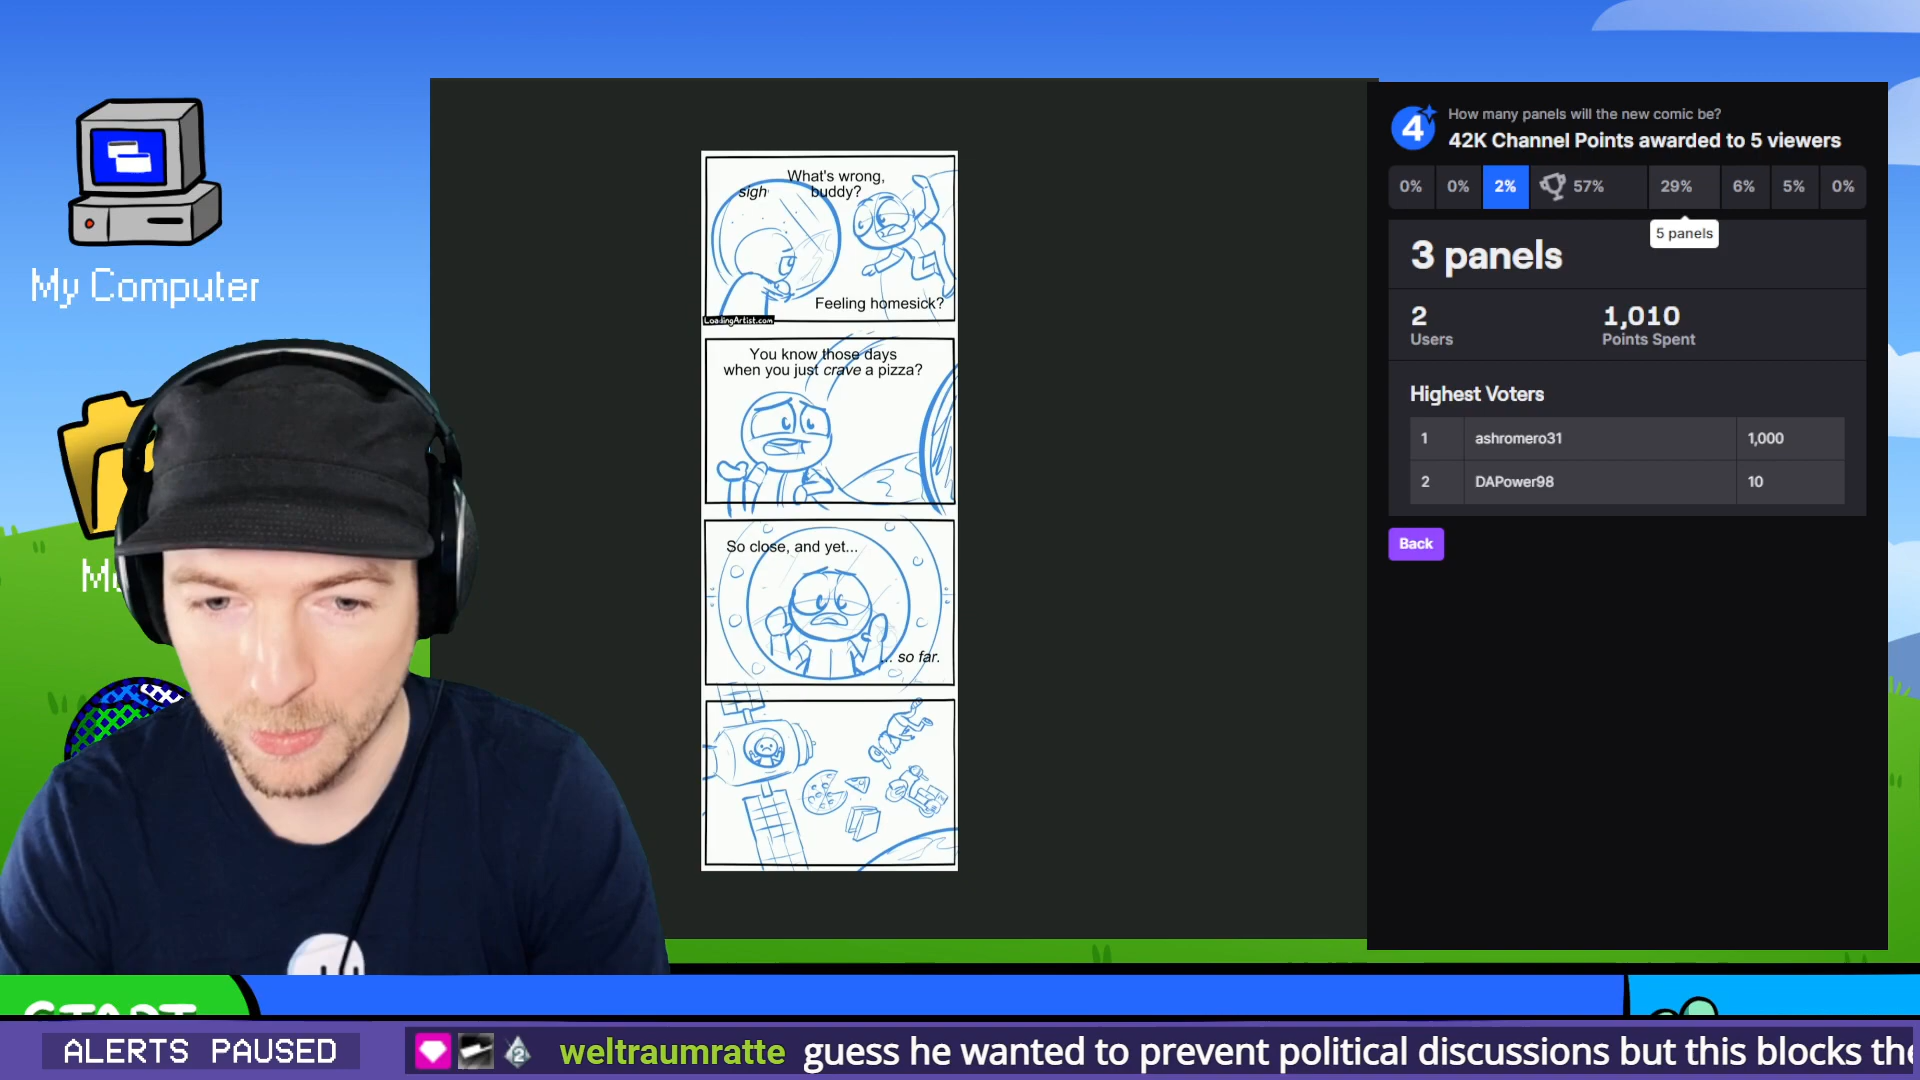 My Computer
What's wrong,
sigh buddy?
Feeling homesick?
LoadingArtist.com
You know those days
when you just crave a pizza?
So close, and yet...
... so far.
How many panels will the new comic be?
4 42K Channel Points awarded to 5 viewers
0% 0% 2% 57% 29% 6% 5% 0%
5 panels
3 panels
2 1,010
Users Points Spent
Highest Voters
1 ashromero31 1,000
2 DAPower98 10
Back
START
ALERTS PAUSED
2 weltraumratte guess he wanted to prevent political discussions but this blocks the